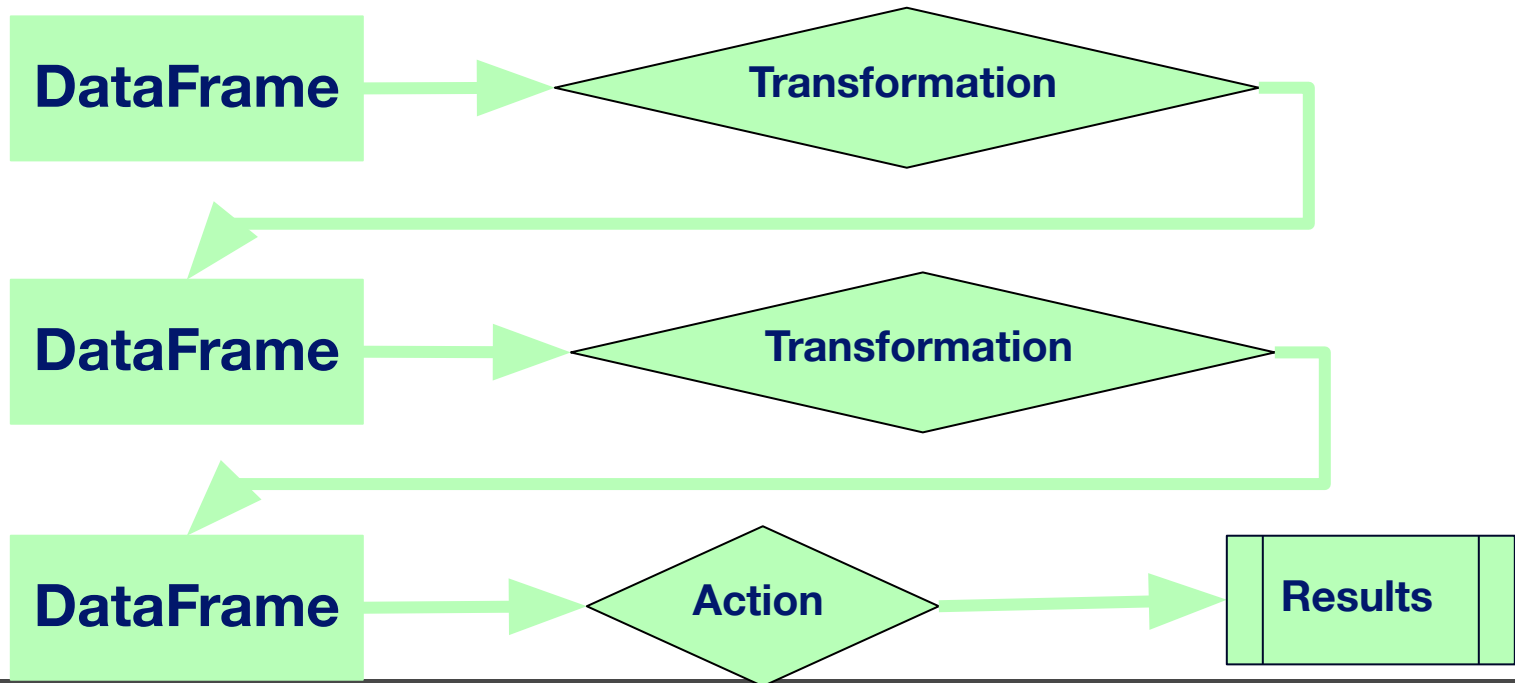 DataFrame
Transformation
DataFrame
Transformation
DataFrame
Action
Results